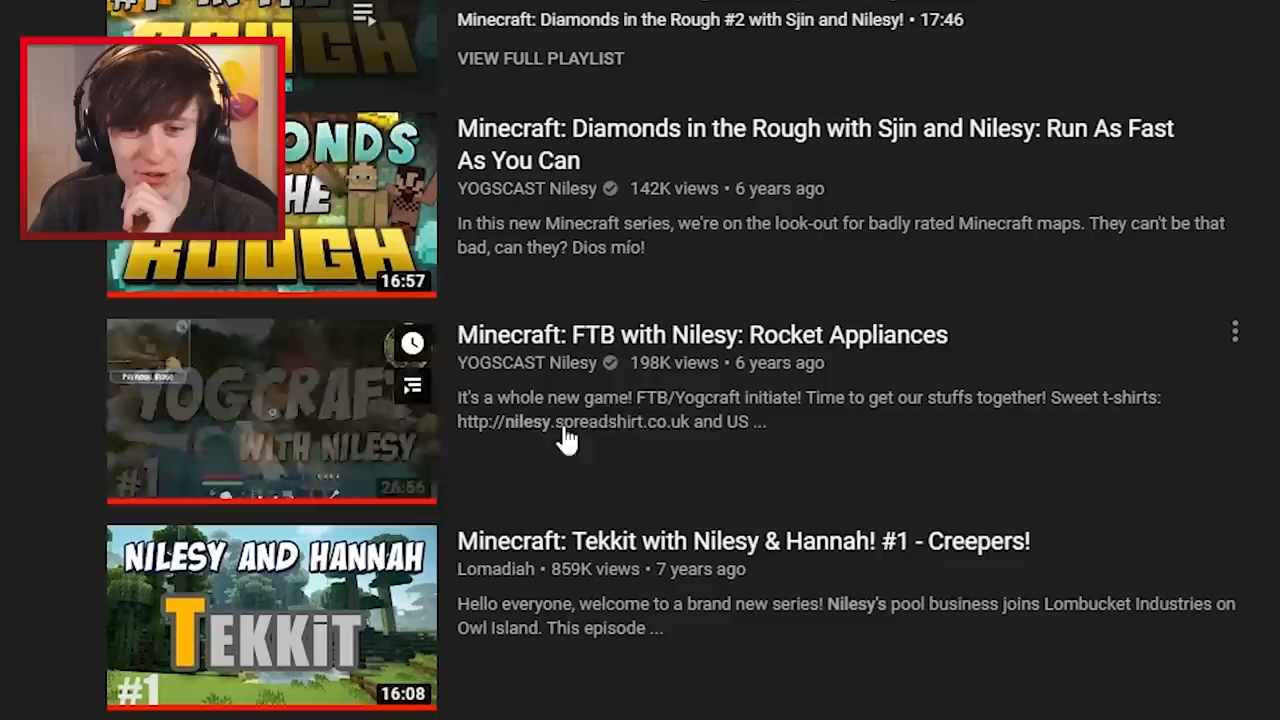 #1 IN THE
ROUGH
Minecraft: Diamonds in the Rough #2 with Sjin and Nilesy! • 17:46
VIEW FULL PLAYLIST
ONDS
HE
ROUGH
16:57
Minecraft: Diamonds in the Rough with Sjin and Nilesy: Run As Fast
As You Can
YOGSCAST Nilesy 142K views • 6 years ago
In this new Minecraft series, we're on the look-out for badly rated Minecraft maps. They can't be that
bad, can they? Dios mío!
YOGCRAFT
WITH NILESY
#1
26:56
Minecraft: FTB with Nilesy: Rocket Appliances
YOGSCAST Nilesy 198K views • 6 years ago
It's a whole new game! FTB/Yogcraft initiate! Time to get our stuffs together! Sweet t-shirts:
http://nilesy.spreadshirt.co.uk and US ...
NILESY AND HANNAH
TEKKiT
#1
16:08
Minecraft: Tekkit with Nilesy & Hannah! #1 - Creepers!
Lomadiah • 859K views • 7 years ago
Hello everyone, welcome to a brand new series! Nilesy's pool business joins Lombucket Industries on
Owl Island. This episode ...